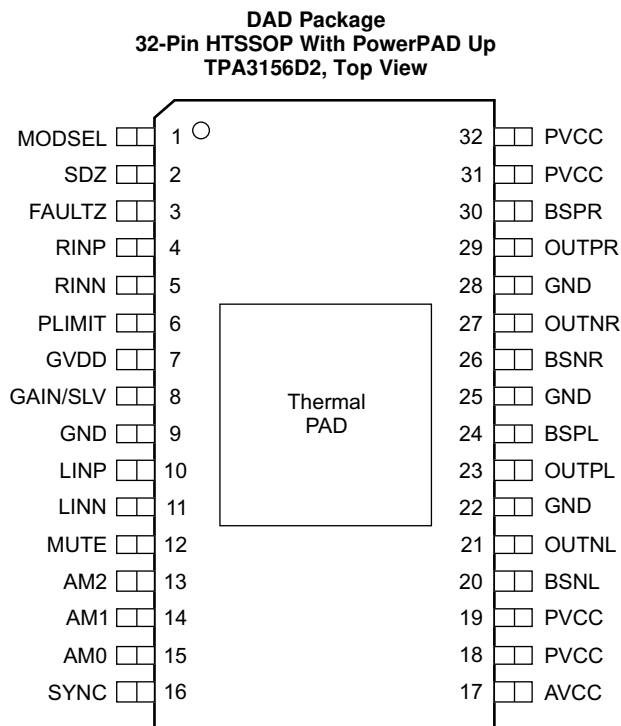 DAD Package
32-Pin HTSSOP With PowerPAD Up
TPA3156D2, Top View
MODSEL 1 32 PVCC
SDZ 2 31 PVCC
FAULTZ 3 30 BSPR
RINP 4 29 OUTPR
RINN 5 28 GND
PLIMIT 6 27 OUTNR
GVDD 7 26 BSNR
GAIN/SLV 8 25 GND
Thermal
PAD
GND 9 24 BSPL
LINP 10 23 OUTPL
LINN 11 22 GND
MUTE 12 21 OUTNL
AM2 13 20 BSNL
AM1 14 19 PVCC
AM0 15 18 PVCC
SYNC 16 17 AVCC